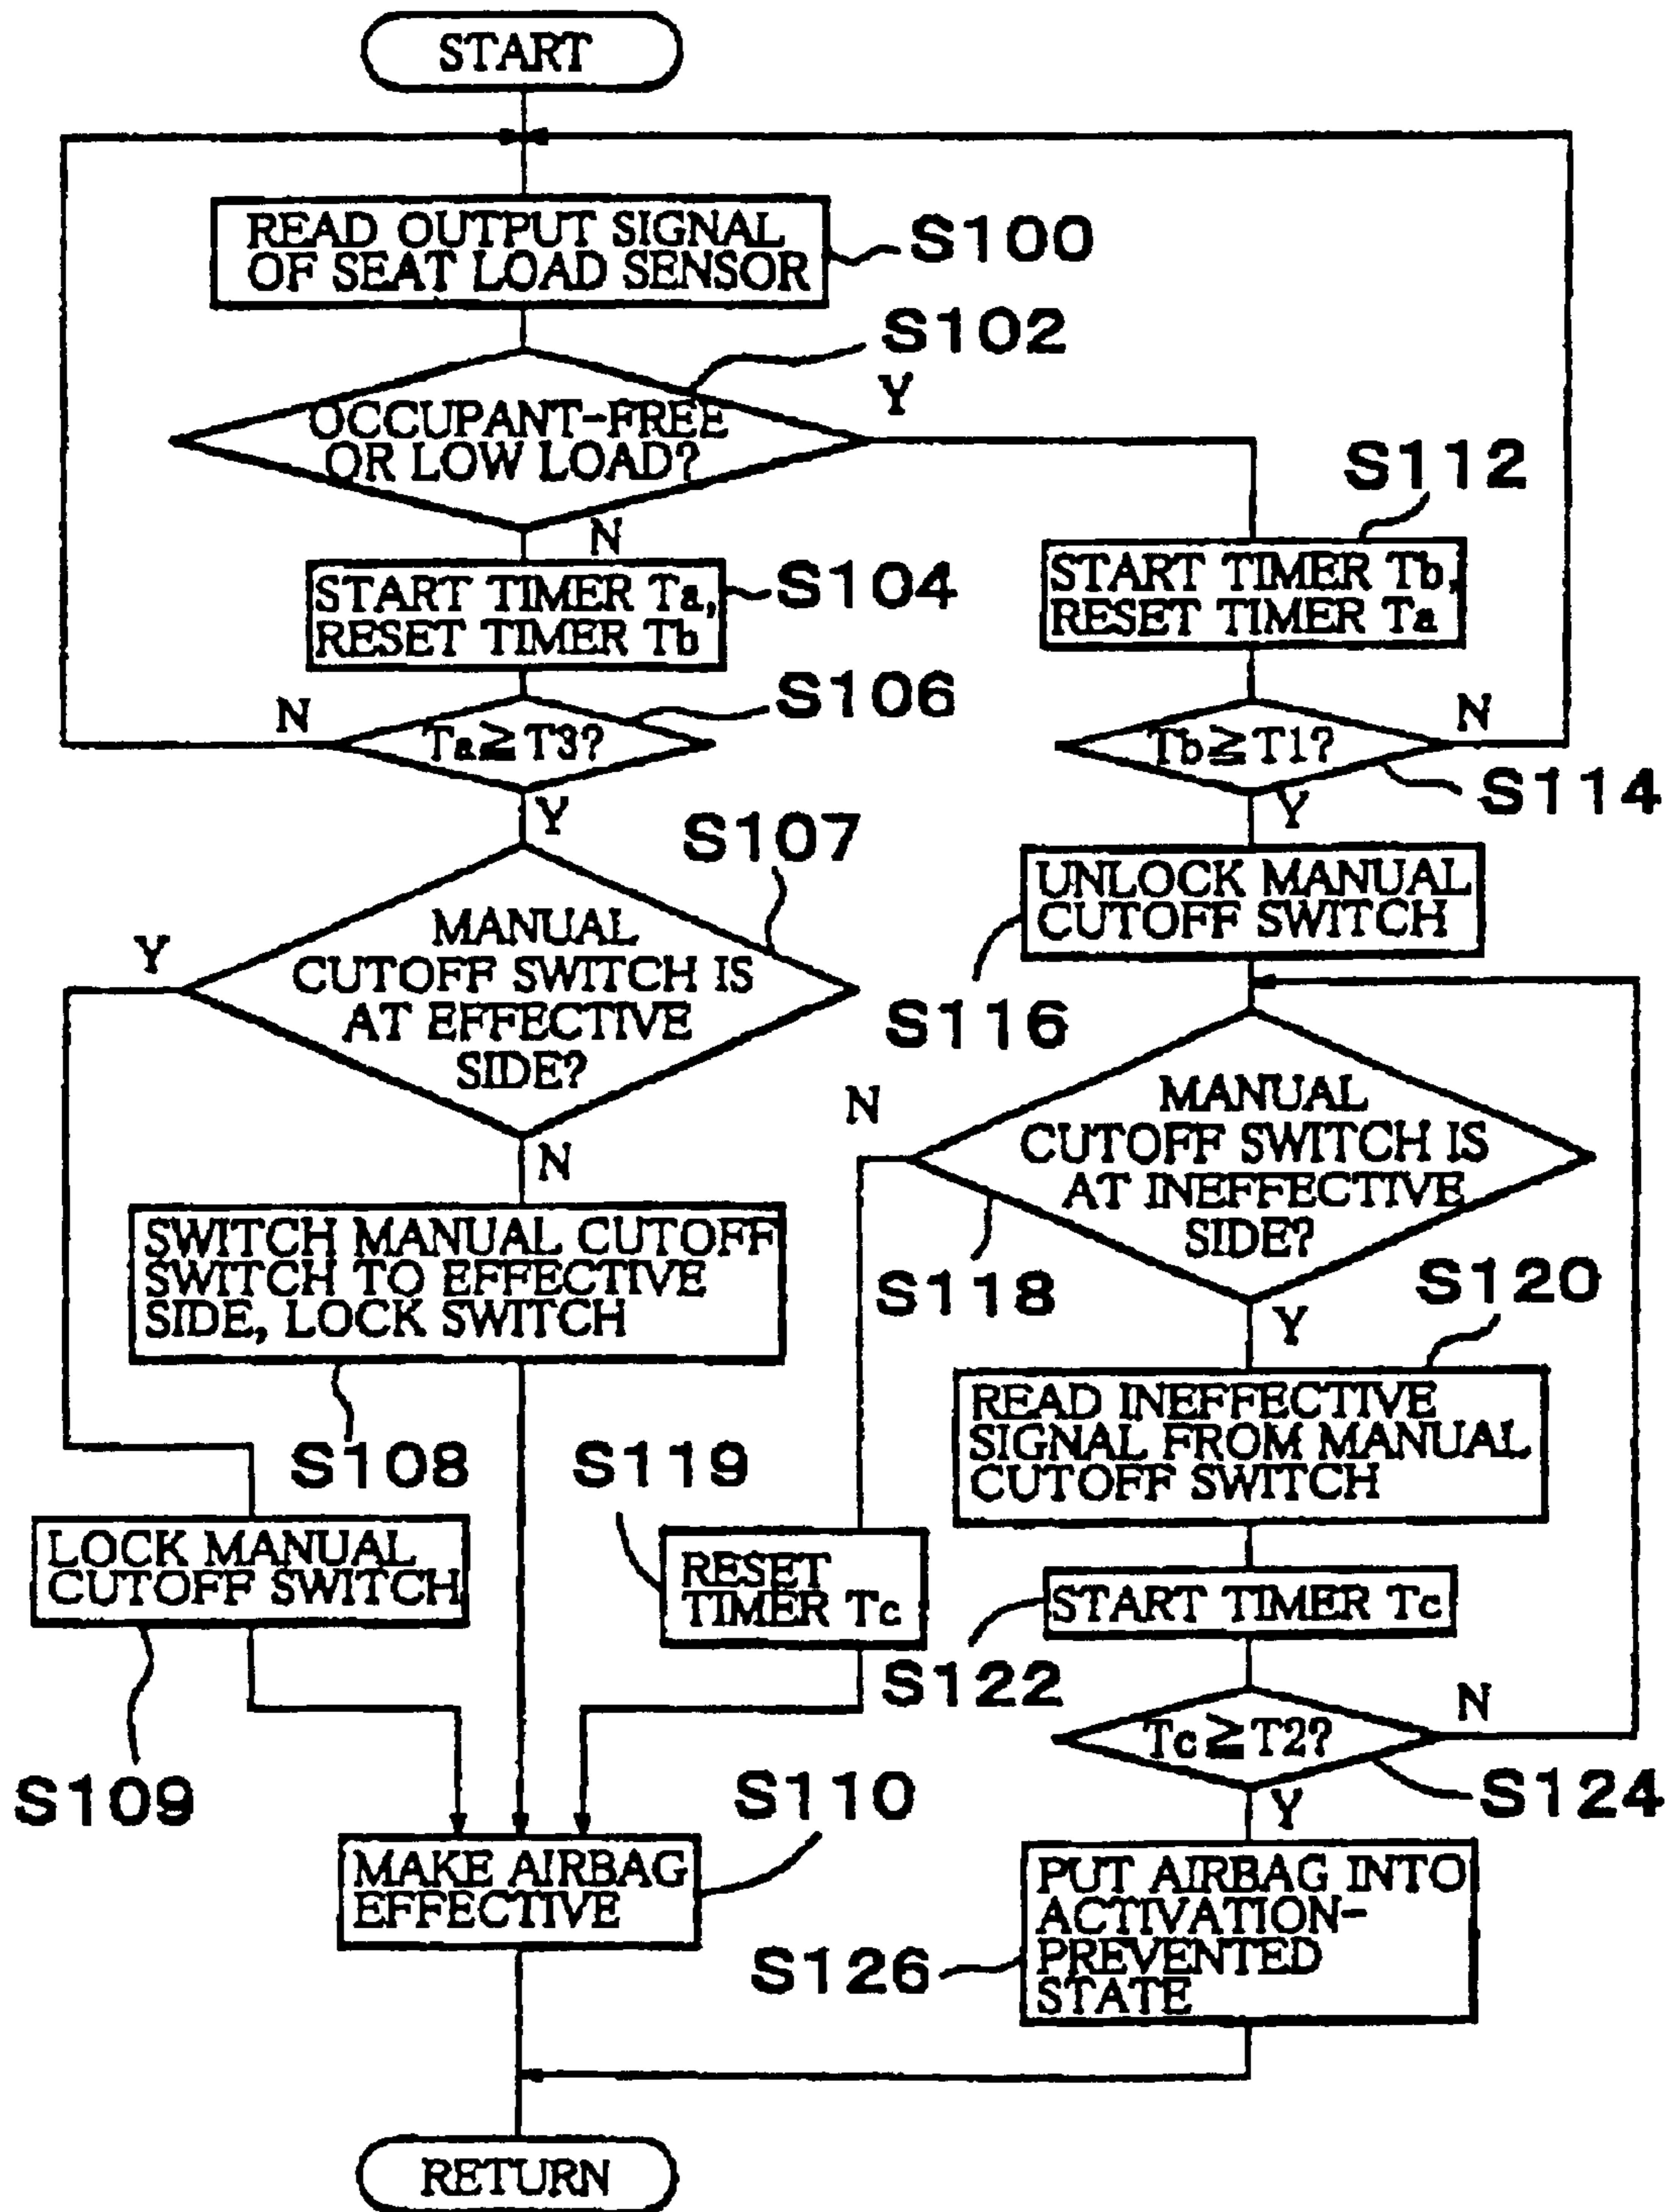 START
READ OUTPUT SIGNAL
OF SEAT LOAD SENSOR
S100
S102
OCCUPANT-FREE
OR LOW LOAD?
Y
N
START TIMER Ta,
RESET TIMER Tb
S104
S112
START TIMER Tb,
RESET TIMER Ta
S106
N
Ta≧T3?
Y
Tb≧T1?
N
S114
Y
S107
MANUAL
CUTOFF SWITCH IS
AT EFFECTIVE
SIDE?
Y
N
UNLOCK MANUAL
CUTOFF SWITCH
S116
MANUAL
CUTOFF SWITCH IS
AT INEFFECTIVE
SIDE?
N
S118
Y
SWITCH MANUAL CUTOFF
SWITCH TO EFFECTIVE
SIDE, LOCK SWITCH
S108
S120
READ INEFFECTIVE
SIGNAL FROM MANUAL
CUTOFF SWITCH
S119
LOCK MANUAL
CUTOFF SWITCH
S109
RESET
TIMER Tc
START TIMER Tc
S122
Tc≧T2?
N
S124
Y
S110
MAKE AIRBAG
EFFECTIVE
PUT AIRBAG INTO
ACTIVATION-
PREVENTED
STATE
S126
RETURN